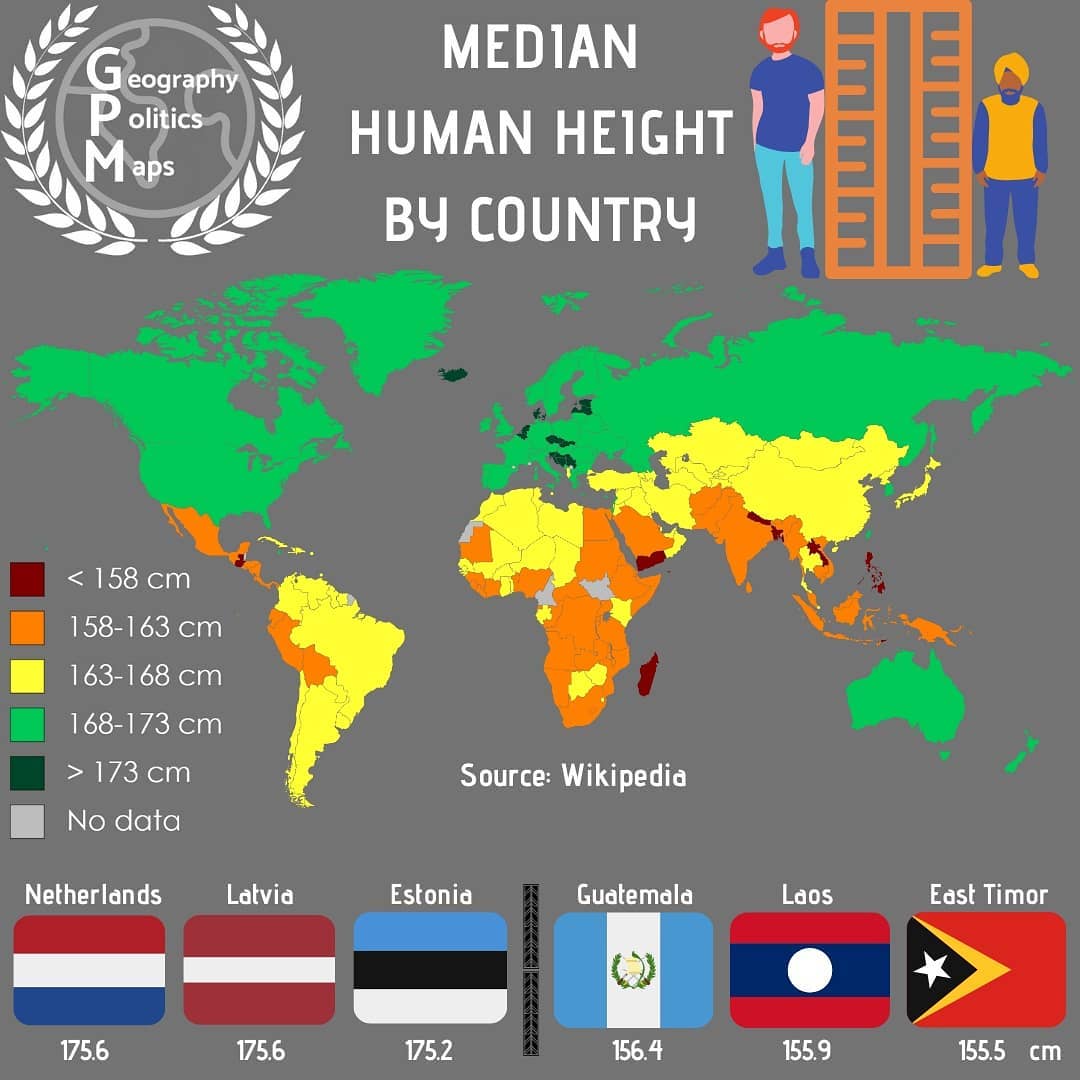 Geography
Politics
Maps
MEDIAN
HUMAN HEIGHT
BY COUNTRY
< 158 cm
158-163 cm
163-168 cm
168-173 cm
> 173 cm
No data
Source: Wikipedia
Netherlands Latvia Estonia Guatemala Laos East Timor
175.6 175.6 175.2 156.4 155.9 155.5 cm